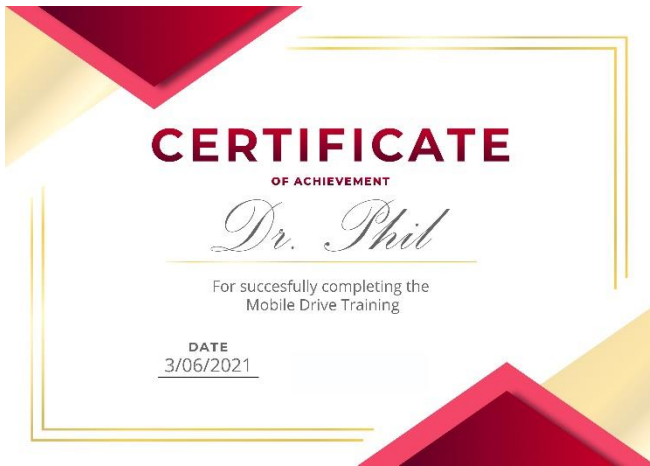 CERTIFICATE
OF ACHIEVEMENT
Dr. Phil
For succesfully completing the
Mobile Drive Training
DATE
3/06/2021